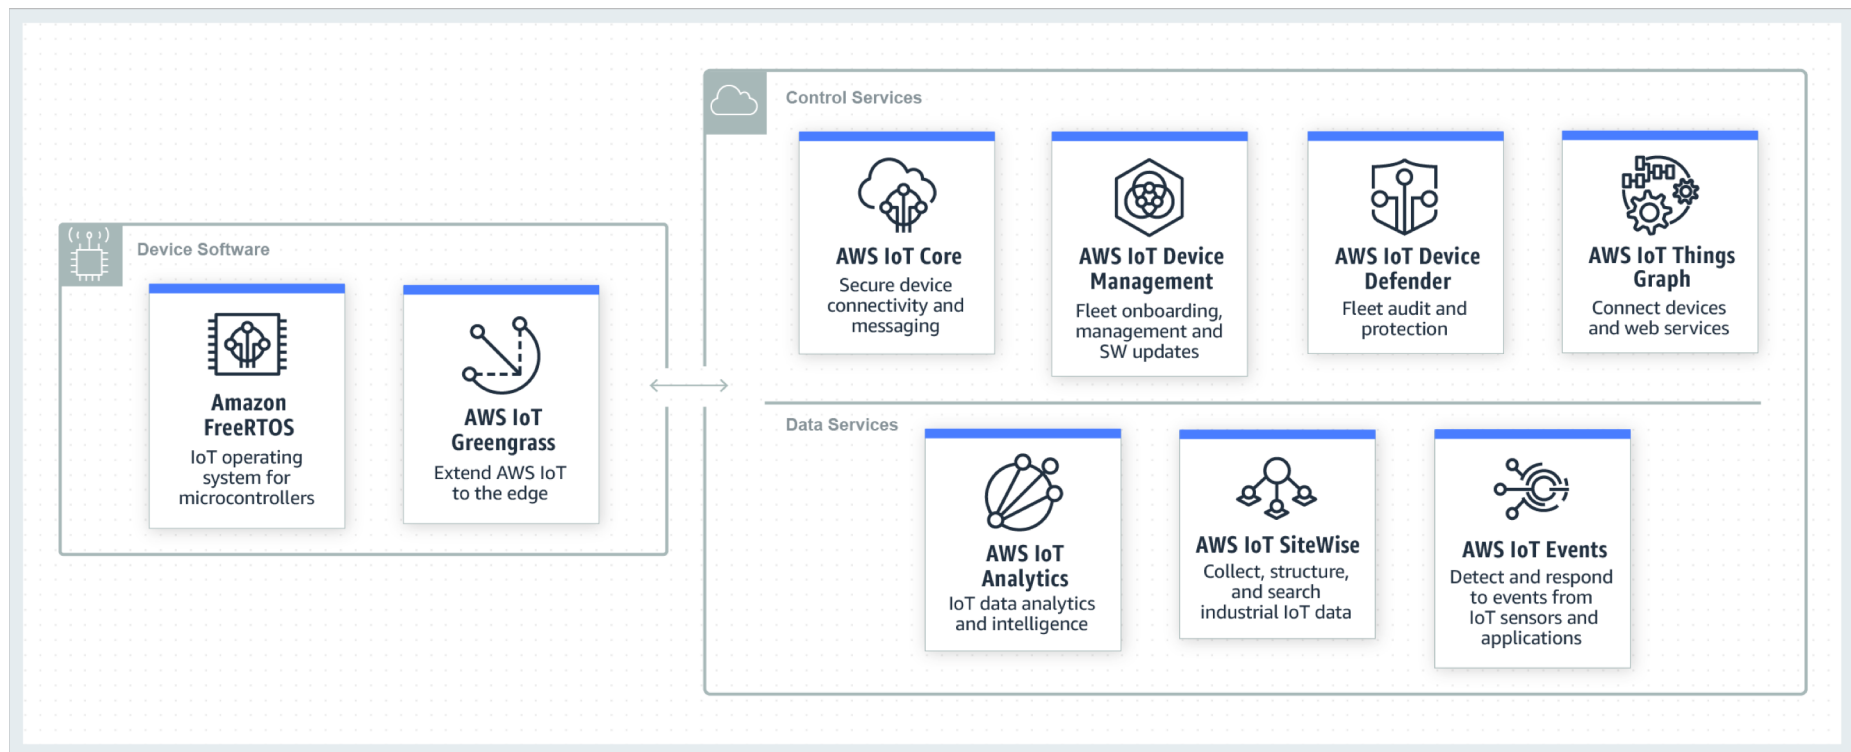 Control Services
AWS IoT Core
Secure device
connectivity and
messaging
AWS IoT Device
Management
Fleet onboarding,
management and
SW updates
AWS IoT Device
Defender
Fleet audit and
protection
AWS IoT Things
Graph
Connect devices
and web services
Device Software
Amazon
FreeRTOS
IoT operating
system for
microcontrollers
AWS IoT
Greengrass
Extend AWS IoT
to the edge
Data Services
AWS IoT
Analytics
IoT data analytics
and intelligence
AWS IoT SiteWise
Collect, structure,
and search
industrial IoT data
AWS IoT Events
Detect and respond
to events from
IoT sensors and
applications